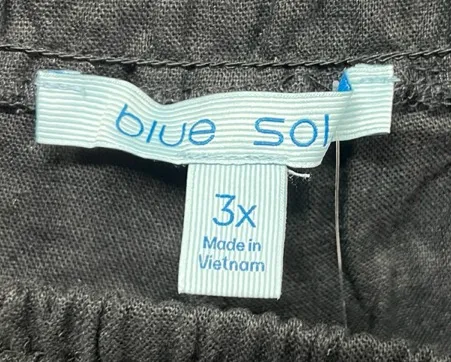 blue sol
3x
Made in
Vietnam